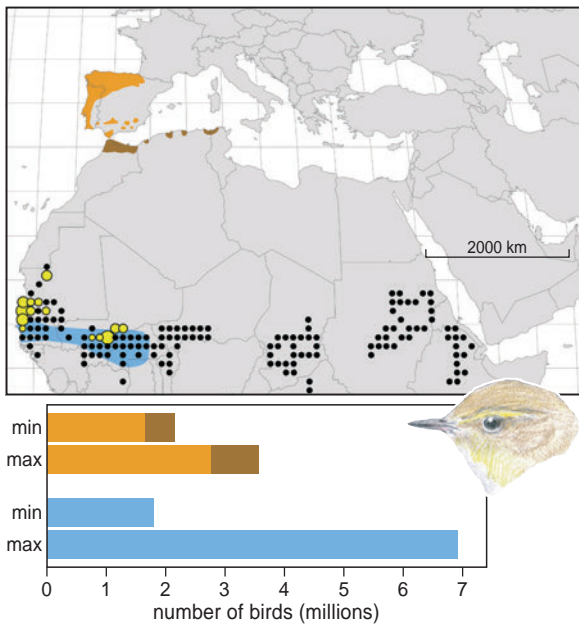 2000 km
min
max
min
max
0 1 2 3 4 5 6 7
number of birds (millions)